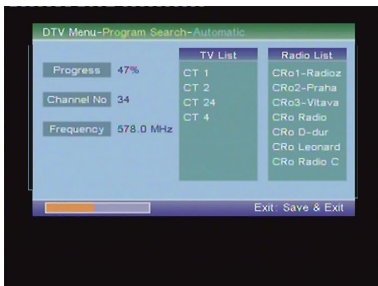 DTV Menu-Program Search-Automatic
TV List
Radio List
Progress 47%
Channel No 34
Frequency 578.0 MHz
CT 1
CT 2
CT 24
CT 4
CRo1-Radioz
CRo2-Praha
CRo3-Vltava
CRo Radio
CRo D-dur
CRo Leonard
CRo Radio C
Exit: Save & Exit